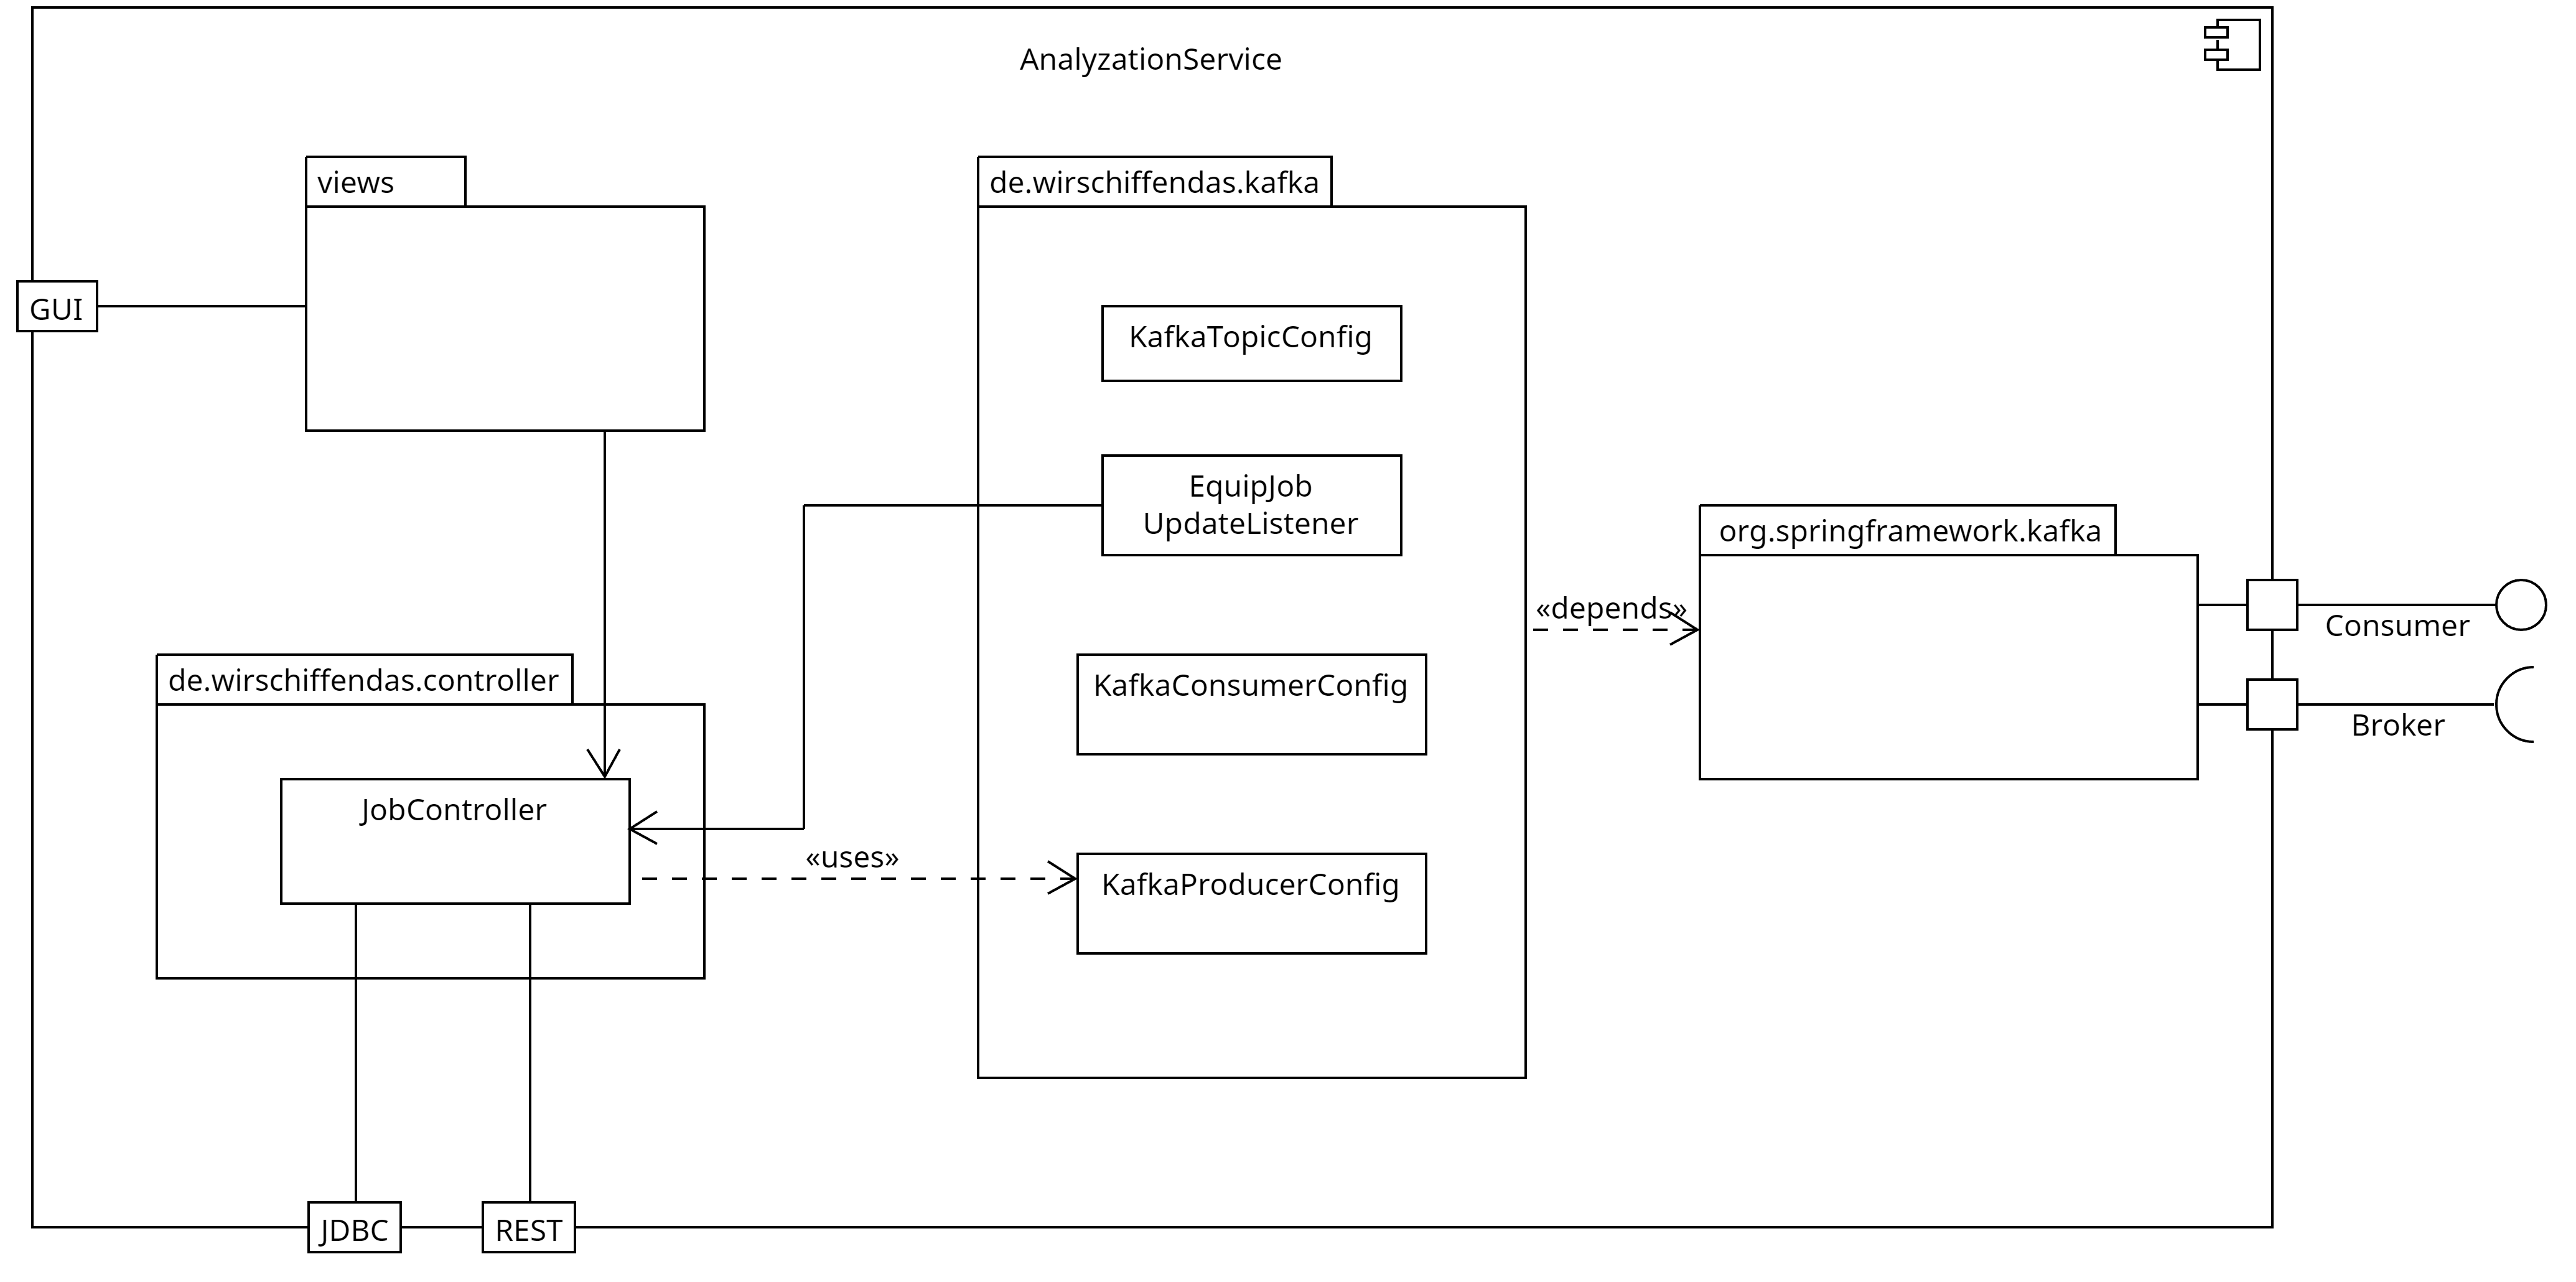 AnalyzationService
views
de.wirschiffendas.kafka
GUI
KafkaTopicConfig
EquipJob
UpdateListener
org.springframework.kafka
«depends»
Consumer
de.wirschiffendas.controller
KafkaConsumerConfig
Broker
JobController
«uses»
KafkaProducerConfig
JDBC
REST